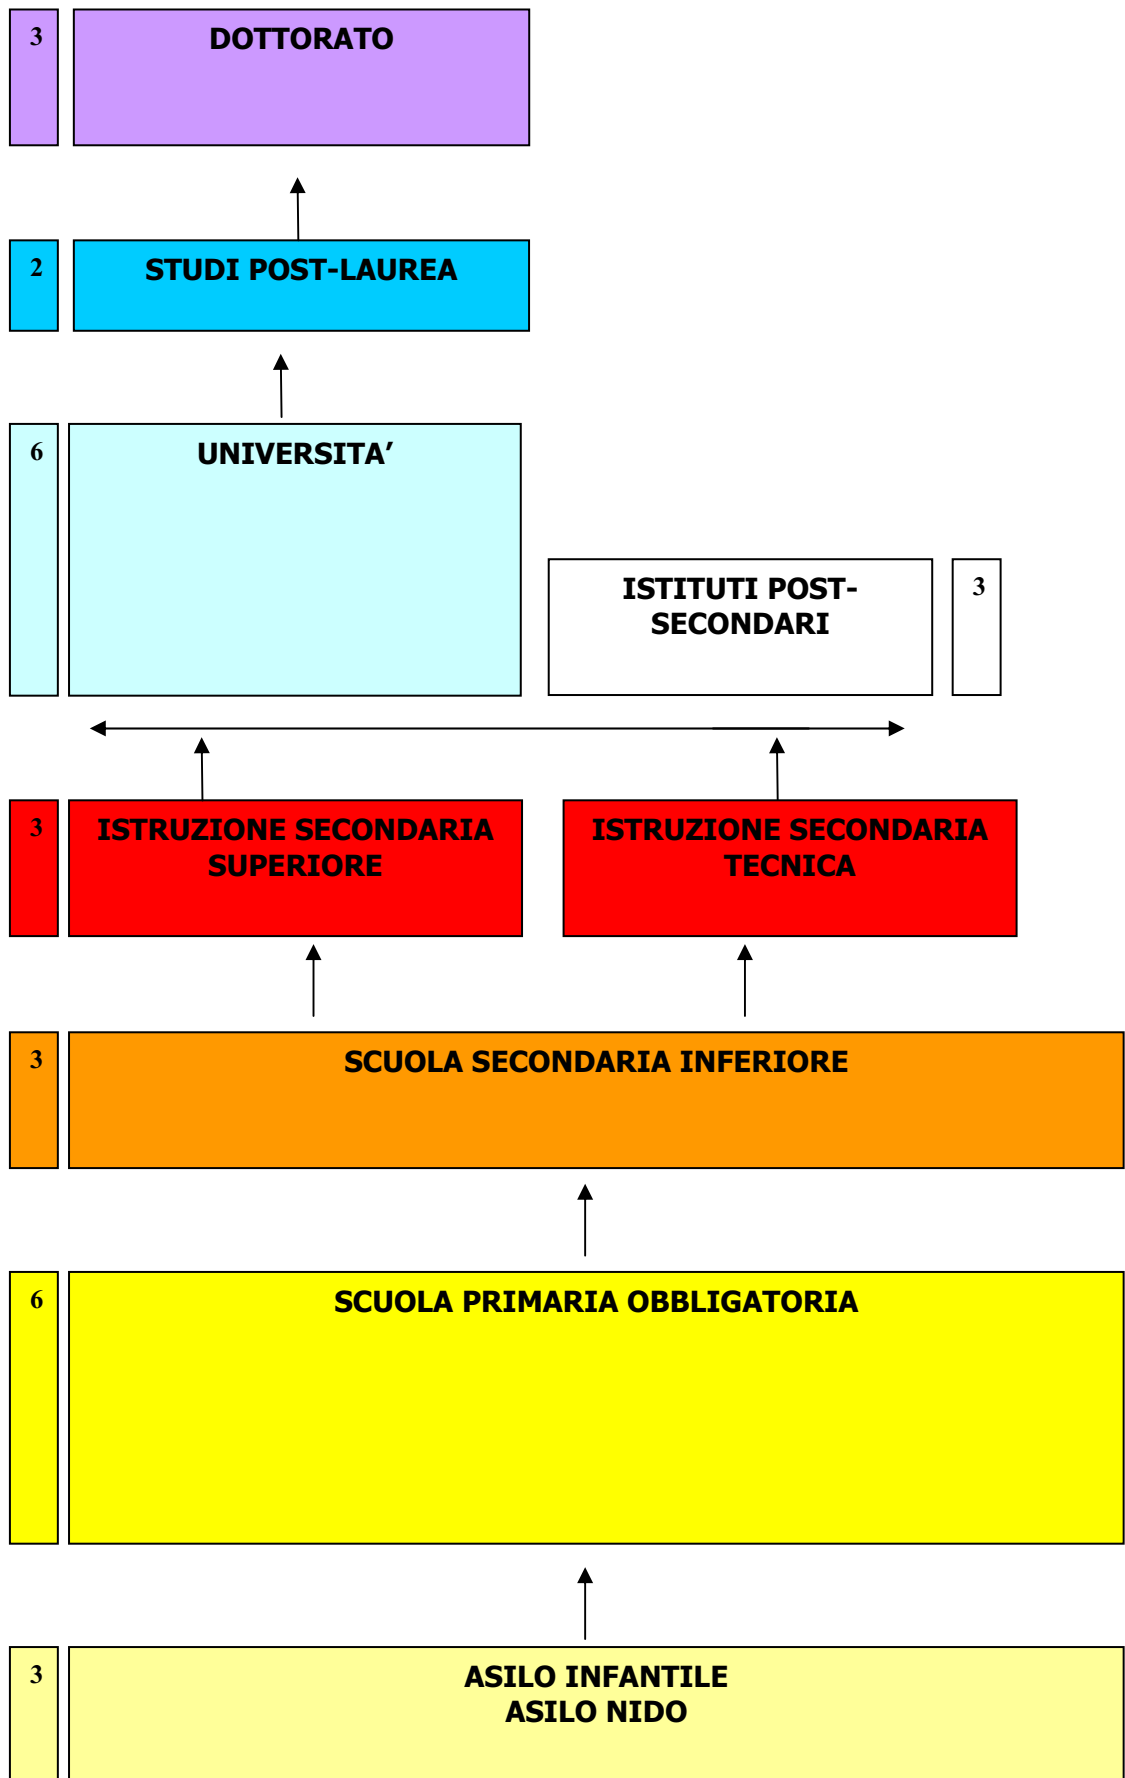 3
DOTTORATO
2
STUDI POST-LAUREA
6
UNIVERSITA’
ISTITUTI POST-
SECONDARI
3
3
ISTRUZIONE SECONDARIA
SUPERIORE
ISTRUZIONE SECONDARIA
TECNICA
3
SCUOLA SECONDARIA INFERIORE
6
SCUOLA PRIMARIA OBBLIGATORIA
3
ASILO INFANTILE
ASILO NIDO